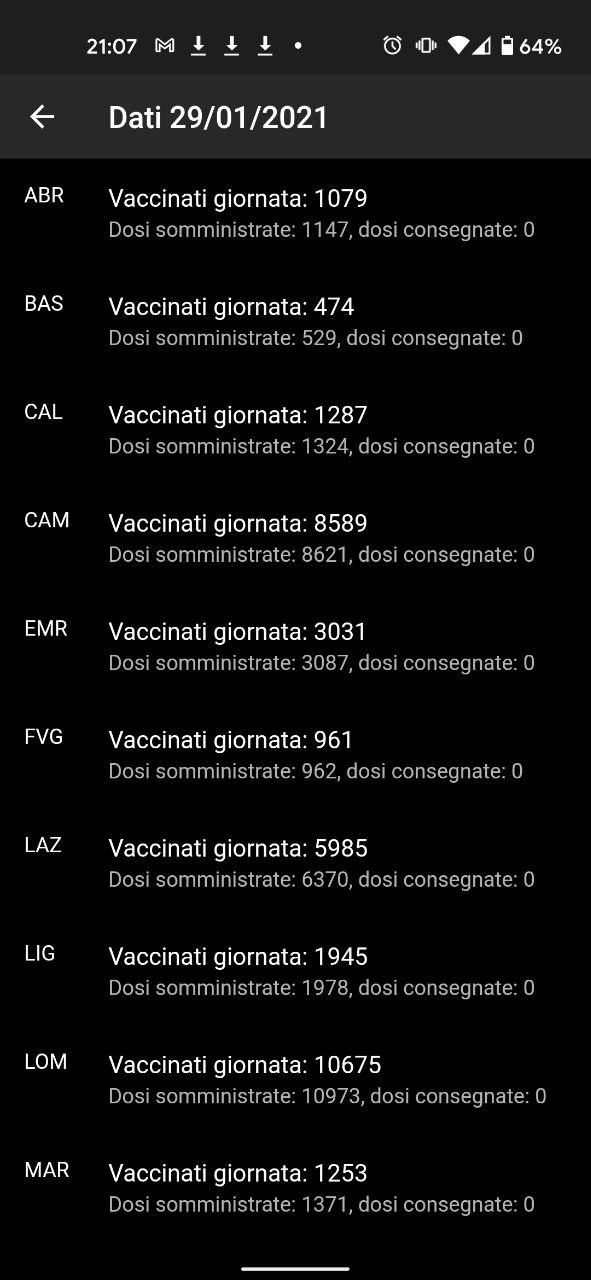 21:07 64%
Dati 29/01/2021
ABR Vaccinati giornata: 1079
Dosi somministrate: 1147, dosi consegnate: 0
BAS Vaccinati giornata: 474
Dosi somministrate: 529, dosi consegnate: 0
CAL Vaccinati giornata: 1287
Dosi somministrate: 1324, dosi consegnate: 0
CAM Vaccinati giornata: 8589
Dosi somministrate: 8621, dosi consegnate: 0
EMR Vaccinati giornata: 3031
Dosi somministrate: 3087, dosi consegnate: 0
FVG Vaccinati giornata: 961
Dosi somministrate: 962, dosi consegnate: 0
LAZ Vaccinati giornata: 5985
Dosi somministrate: 6370, dosi consegnate: 0
LIG Vaccinati giornata: 1945
Dosi somministrate: 1978, dosi consegnate: 0
LOM Vaccinati giornata: 10675
Dosi somministrate: 10973, dosi consegnate: 0
MAR Vaccinati giornata: 1253
Dosi somministrate: 1371, dosi consegnate: 0